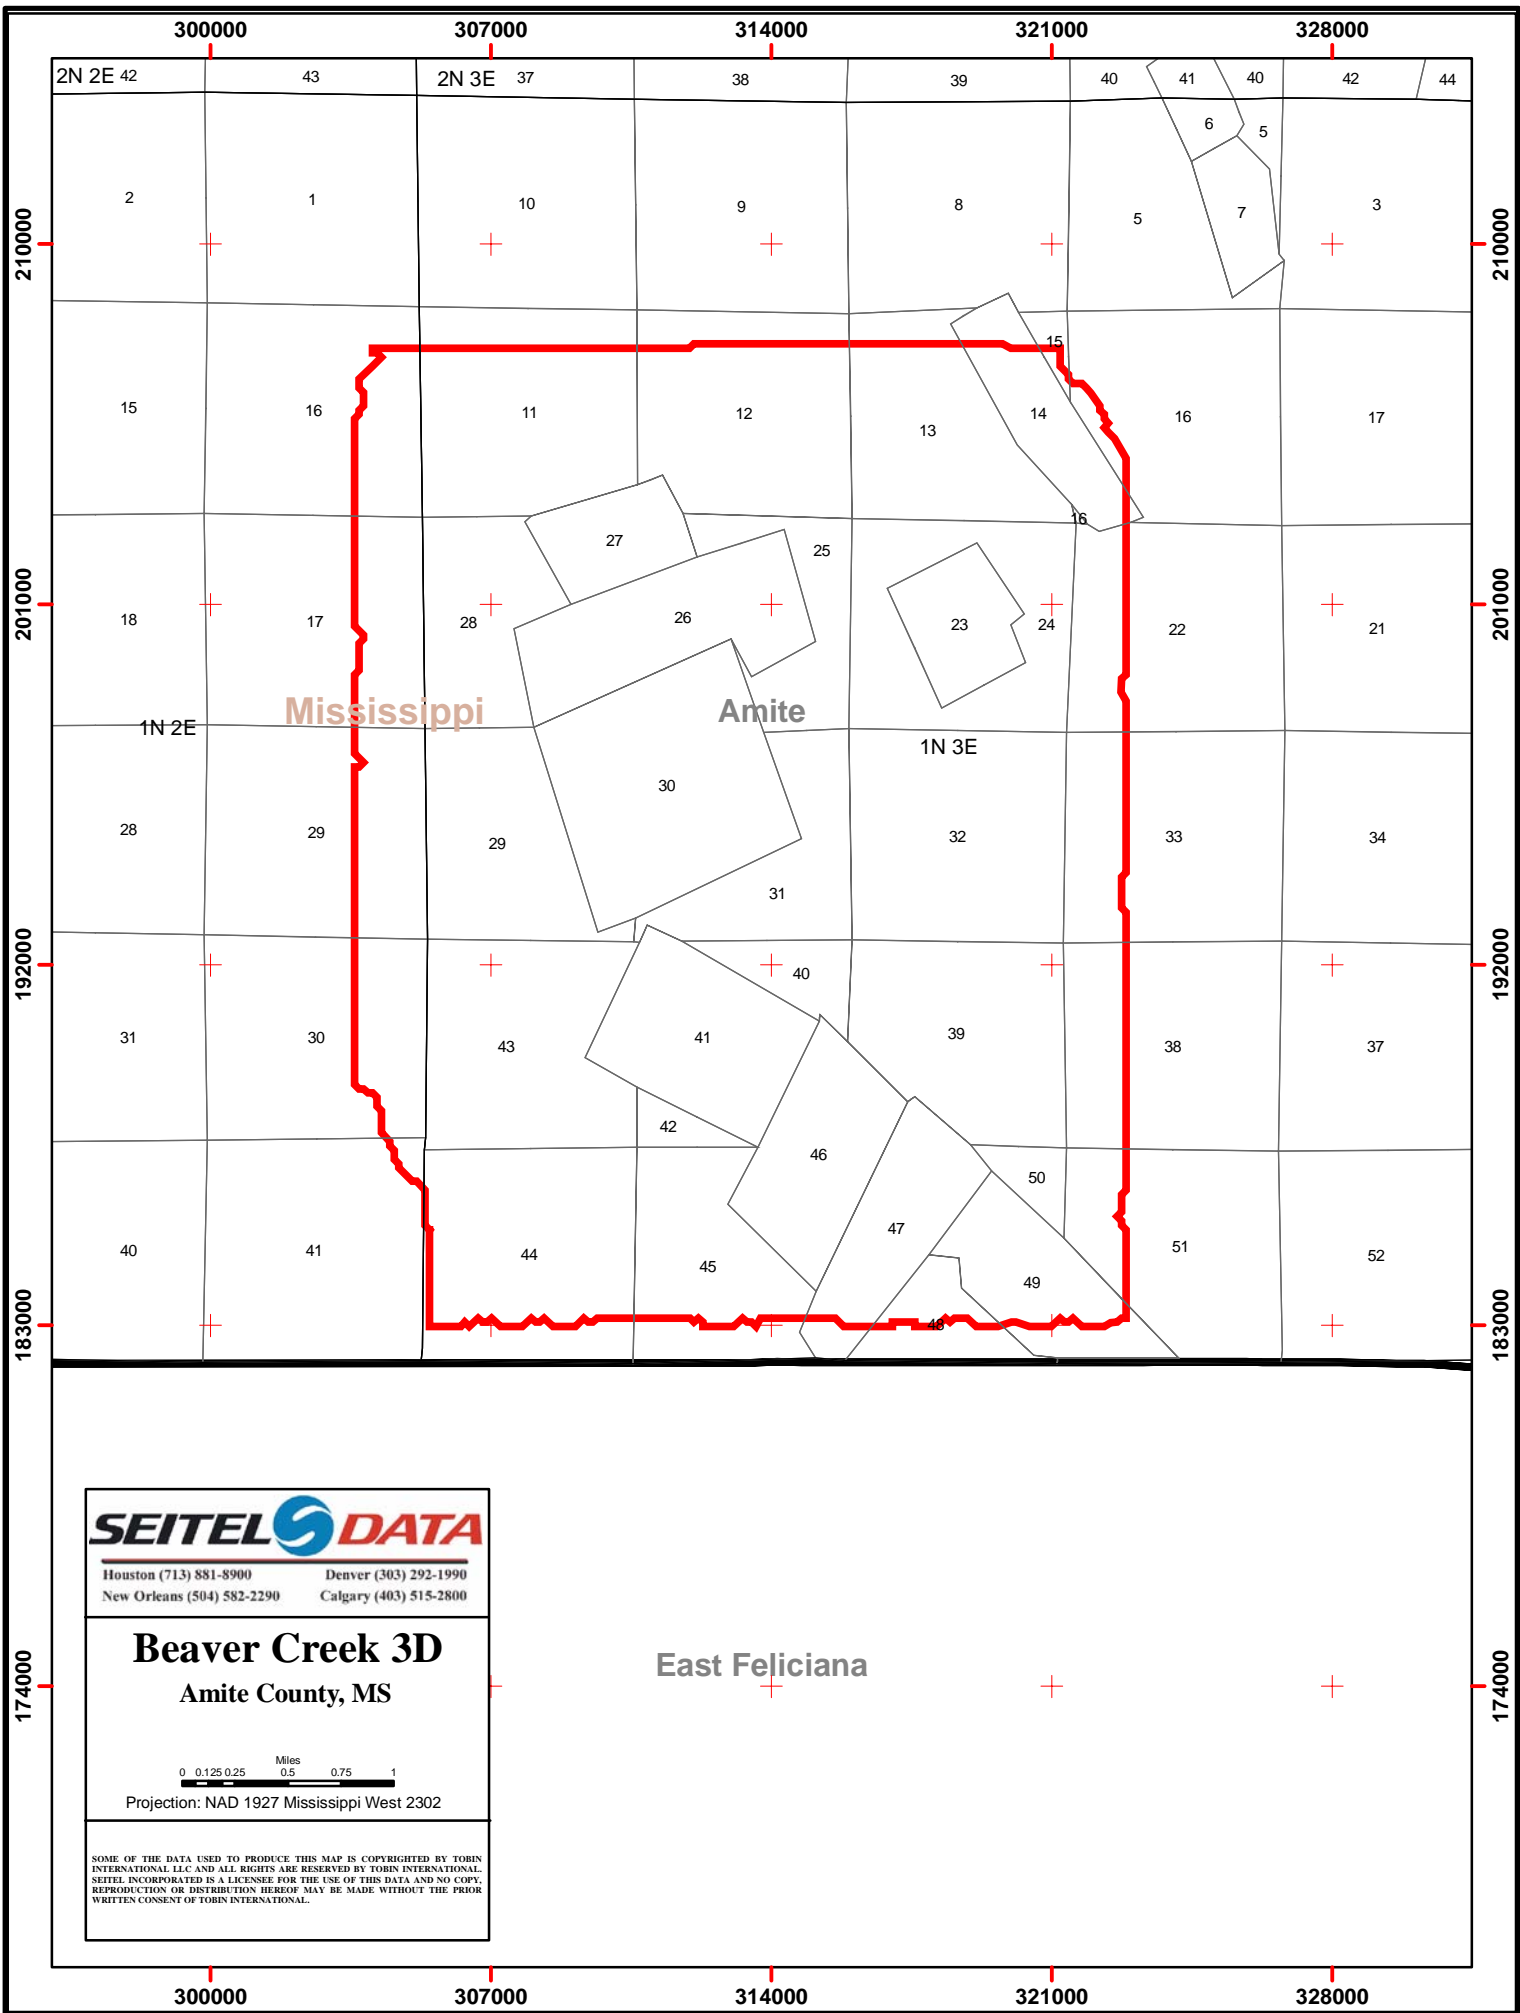 300000 307000 314000 321000 328000
2N 2E 42 43 2N 3E 37 38 39 40 41 40 42 44
6 5
2 1 10 9 8 5 7 3
210000 210000
15
15 16 11 12 13 14 16 17
16
27 25
201000 201000
18 17 28 26 23 24 22 21
Mississippi Amite
1N 2E 1N 3E
30
28 29 29 32 33 34
31
192000 192000
40
31 30 43 41 39 38 37
42 46
50
47
40 41 44 45 49 51 52
183000 183000
48
SEITEL DATA
Houston (713) 881-8900 Denver (303) 292-1990
New Orleans (504) 582-2290 Calgary (403) 515-2800
Beaver Creek 3D
East Feliciana
Amite County, MS
174000 174000
Miles
0 0.125 0.25 0.5 0.75 1
Projection: NAD 1927 Mississippi West 2302
SOME OF THE DATA USED TO PRODUCE THIS MAP IS COPYRIGHTED BY TOBIN
INTERNATIONAL LLC AND ALL RIGHTS ARE RESERVED BY TOBIN INTERNATIONAL.
SEITEL INCORPORATED IS A LICENSEE FOR THE USE OF THIS DATA AND NO COPY,
REPRODUCTION OR DISTRIBUTION HEREOF MAY BE MADE WITHOUT THE PRIOR
WRITTEN CONSENT OF TOBIN INTERNATIONAL.
300000 307000 314000 321000 328000